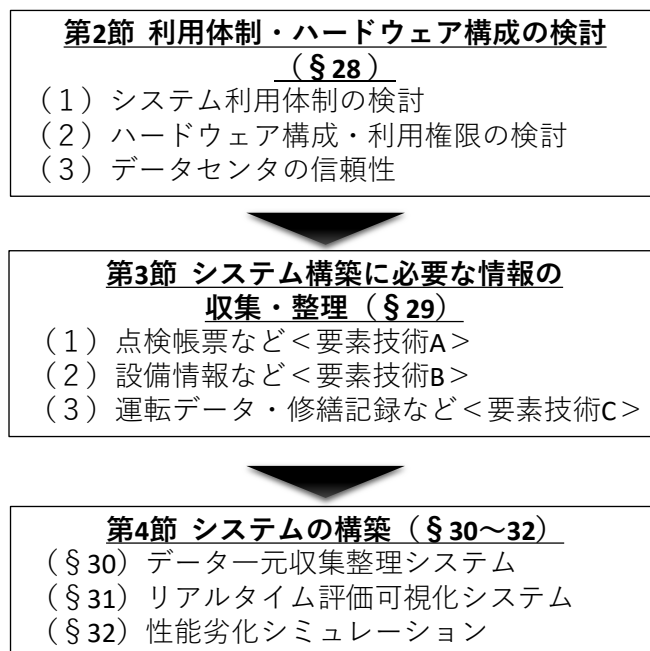 第2節 利用体制・ハードウェア構成の検討
（§28）
（1）システム利用体制の検討
（2）ハードウェア構成・利用権限の検討
（3）データセンタの信頼性
第3節 システム構築に必要な情報の
収集・整理（§29）
（1）点検帳票など＜要素技術A＞
（2）設備情報など＜要素技術B＞
（3）運転データ・修繕記録など＜要素技術C＞
第4節 システムの構築（§30～32）
（§30）データ一元収集整理システム
（§31）リアルタイム評価可視化システム
（§32）性能劣化シミュレーション